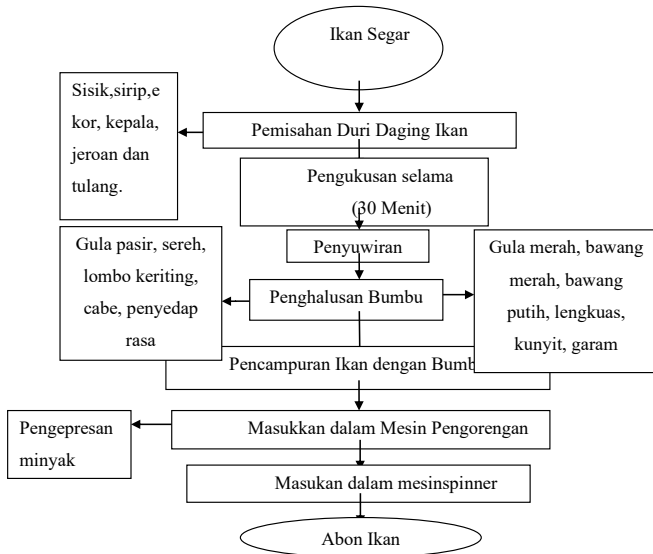 Ikan Segar
Sisik,sirip,e
kor, kepala,
jeroan dan
tulang.
Pemisahan Duri Daging Ikan
Pengukusan selama
(30 Menit)
Penyuwiran
Gula pasir, sereh,
lombo keriting,
cabe, penyedap
rasa
Penghalusan Bumbu
Gula merah, bawang
merah, bawang
putih, lengkuas,
kunyit, garam
Pencampuran Ikan dengan Bumb
Pengepresan
minyak
Masukkan dalam Mesin Pengorengan
Masukan dalam mesinspinner
Abon Ikan